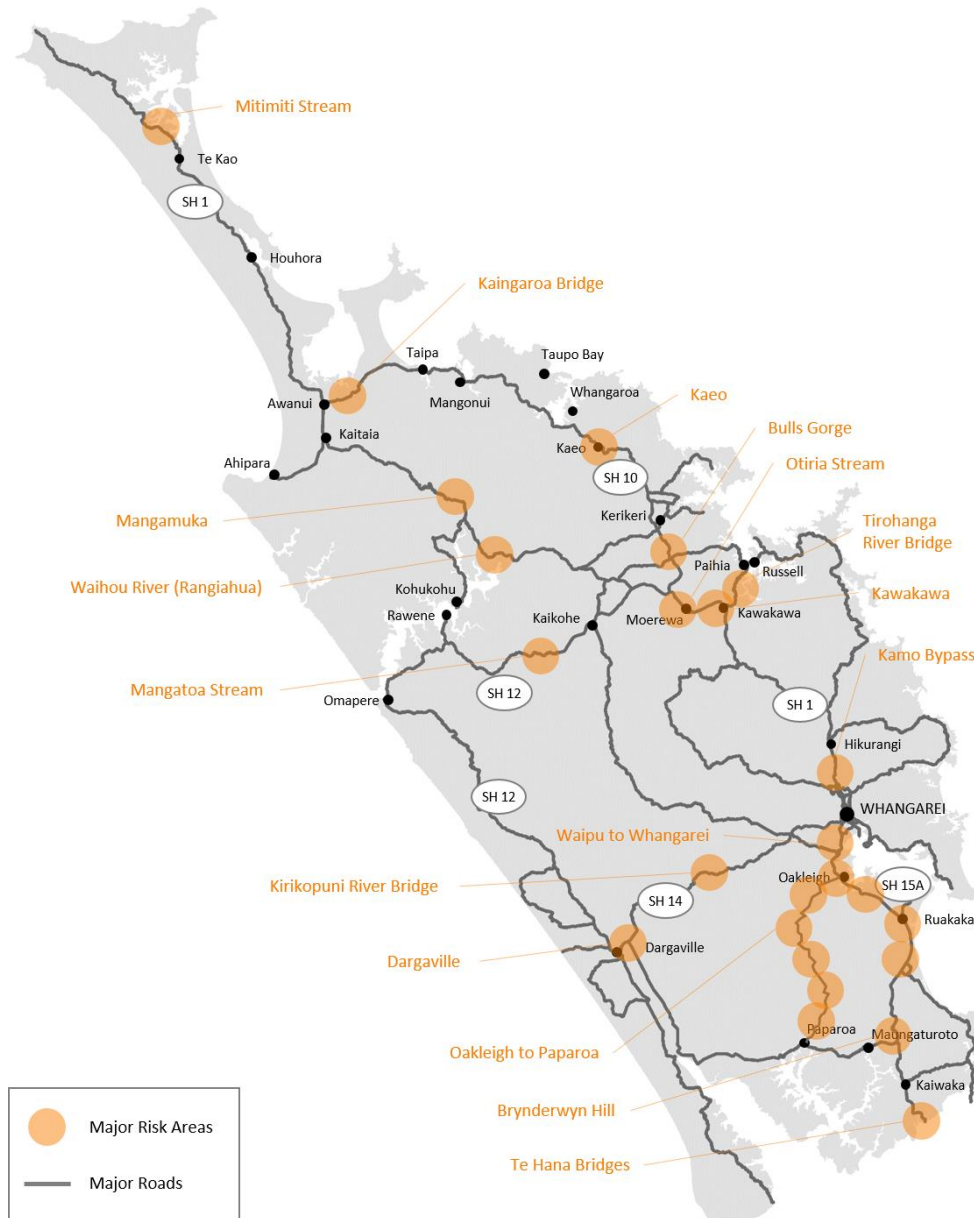 Mitimiti Stream
Te Kao
SH 1
Houhora
Kaingaroa Bridge
Taipa
Taupo Bay
Mangonui
Whangaroa
Kaeo
Awanui
Kaitaia
Kaeo
Bulls Gorge
Ahipara
SH 10
Otiria Stream
Mangamuka
Kerikeri
Tirohanga
River Bridge
Paihia
Russell
Waihou River (Rangiahua)
Kohukohu
Kawakawa
Rawene
Kaikohe
Moerewa
Kawakawa
Kamo Bypass
Mangatoa Stream
SH 12
Omapere
SH 1
Hikurangi
SH 12
WHANGAREI
Waipu to Whangarei
Kirikopuni River Bridge
Oakleigh
SH 15A
SH 14
Ruakaka
Dargaville
Dargaville
Oakleigh to Paparoa
Paparoa
Maungaturoto
Kaiwaka
Brynderwyn Hill
Major Risk Areas
Te Hana Bridges
Major Roads